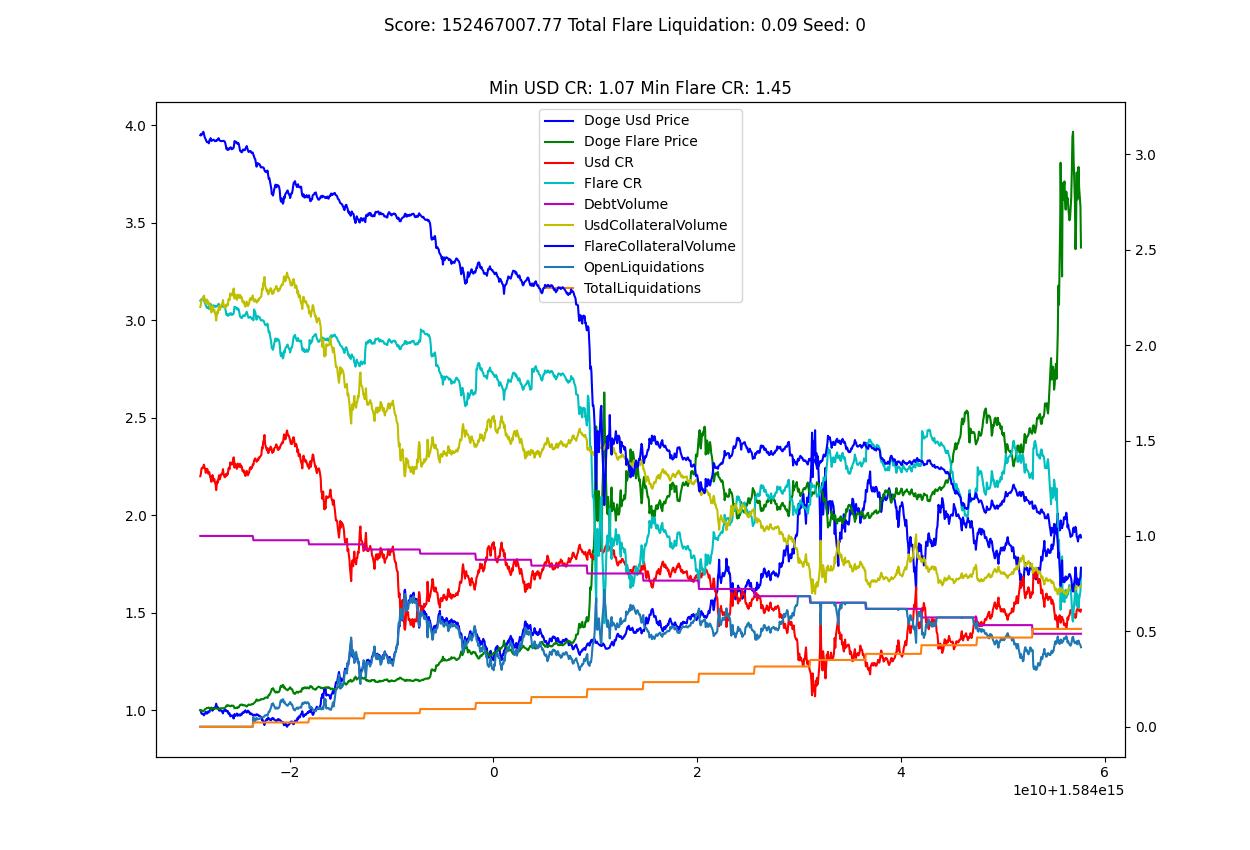 Score: 152467007.77 Total Flare Liquidation: 0.09 Seed: 0
Min USD CR: 1.07 Min Flare CR: 1.45
Doge Usd Price
Doge Flare Price
Usd CR
Flare CR
DebtVolume
UsdCollateralVolume
FlareCollateralVolume
OpenLiquidations
TotalLiquidations
4.0
3.5
3.0
2.5
2.0
1.5
1.0
3.0
2.5
2.0
1.5
1.0
0.5
0.0
−2 0 2 4 6
1e10+1.584e15